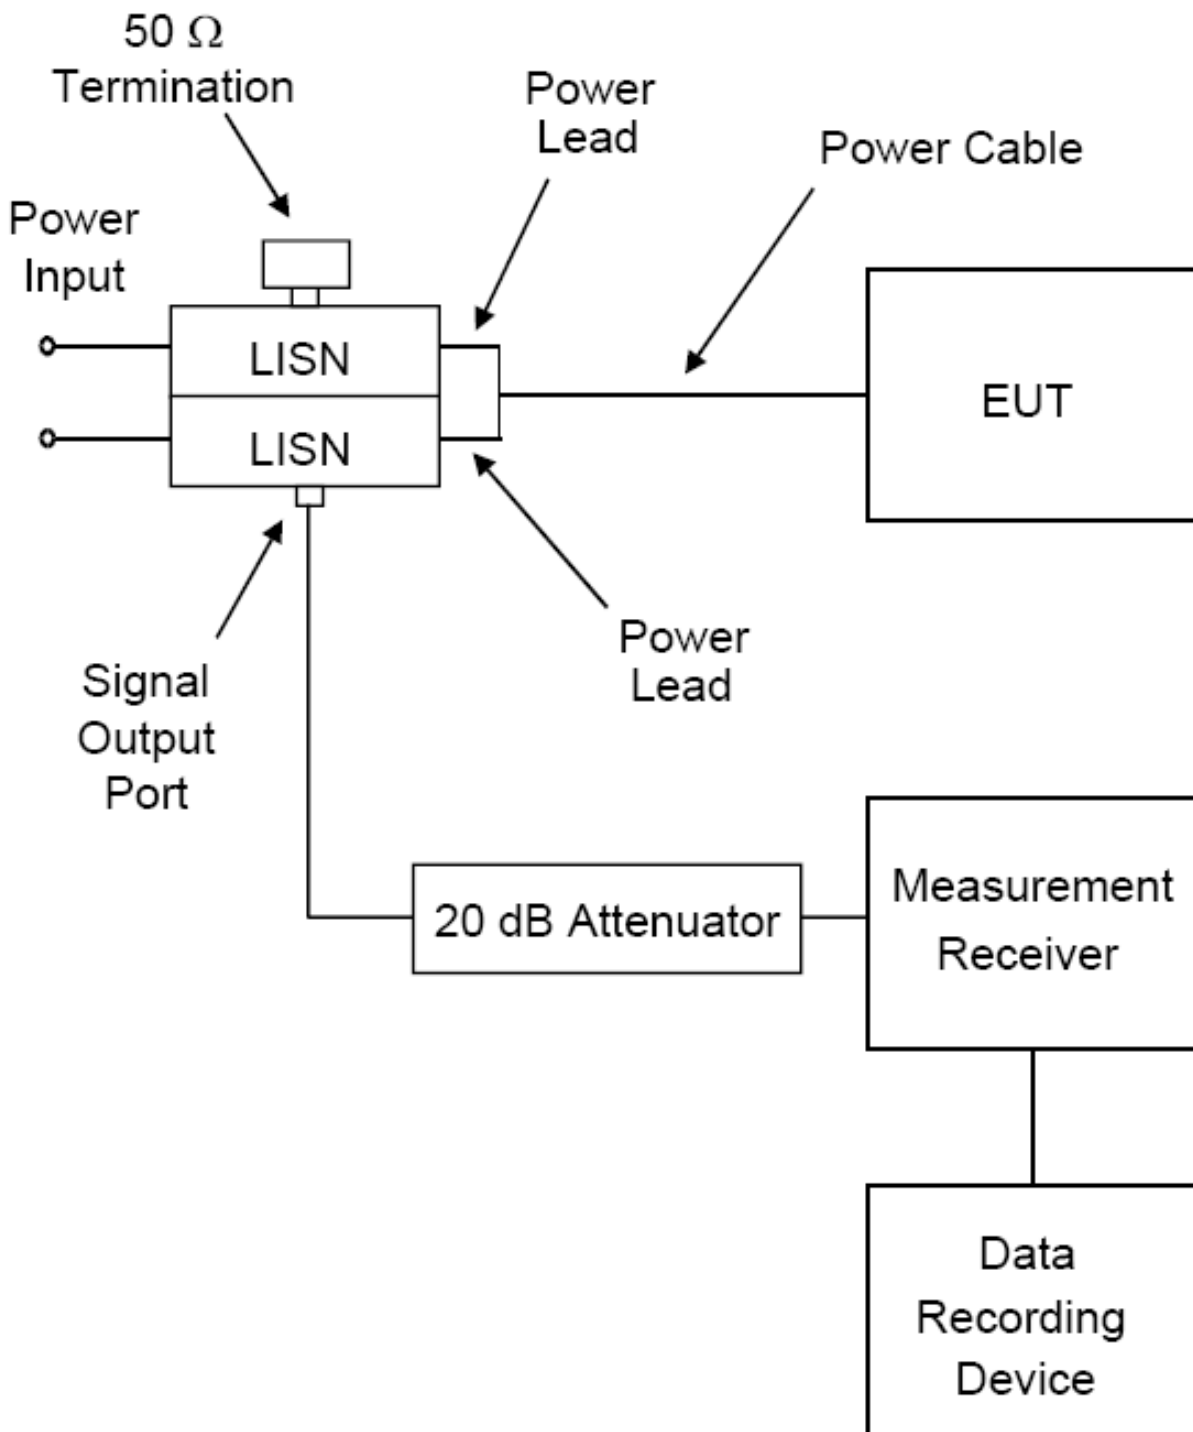 50 Ω
Termination
Power
Lead
Power Cable
Power
Input
LISN
LISN
EUT
Signal
Output
Port
Power
Lead
20 dB Attenuator
Measurement
Receiver
Data
Recording
Device